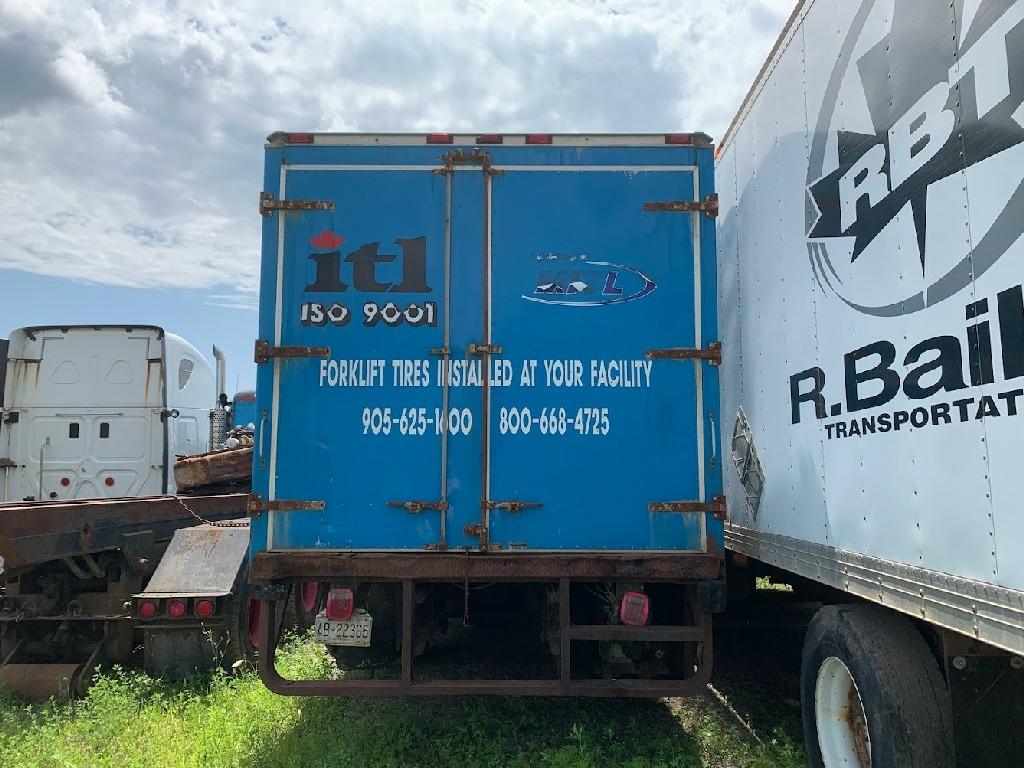 itl
ISO 9001
FORKLIFT TIRES INSTALLED AT YOUR FACILITY
905-625-1600 800-668-4725
RBT
R.Bail
TRANSPORTAT